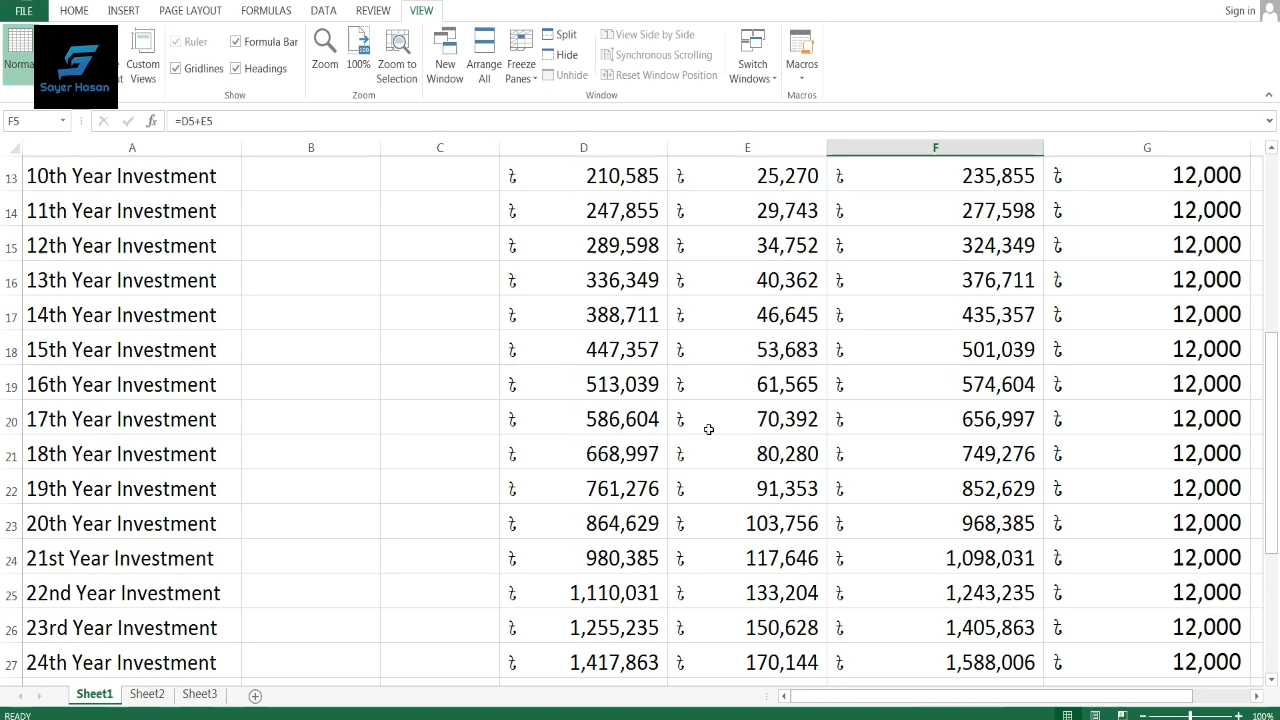 FILE HOME INSERT PAGE LAYOUT FORMULAS DATA REVIEW VIEW Sign in
Norma Custom Views Ruler Formula Bar Gridlines Headings Show
Zoom 100% Zoom to Selection Zoom
New Window Arrange All Freeze Panes Split Hide Unhide View Side by Side Synchronous Scrolling Reset Window Position Switch Windows Window
Macros Macros
Sayer Hasan
F5 fx =D5+E5
A B C D E F G
13 10th Year Investment ৳ 210,585 ৳ 25,270 ৳ 235,855 ৳ 12,000
14 11th Year Investment ৳ 247,855 ৳ 29,743 ৳ 277,598 ৳ 12,000
15 12th Year Investment ৳ 289,598 ৳ 34,752 ৳ 324,349 ৳ 12,000
16 13th Year Investment ৳ 336,349 ৳ 40,362 ৳ 376,711 ৳ 12,000
17 14th Year Investment ৳ 388,711 ৳ 46,645 ৳ 435,357 ৳ 12,000
18 15th Year Investment ৳ 447,357 ৳ 53,683 ৳ 501,039 ৳ 12,000
19 16th Year Investment ৳ 513,039 ৳ 61,565 ৳ 574,604 ৳ 12,000
20 17th Year Investment ৳ 586,604 ৳ 70,392 ৳ 656,997 ৳ 12,000
21 18th Year Investment ৳ 668,997 ৳ 80,280 ৳ 749,276 ৳ 12,000
22 19th Year Investment ৳ 761,276 ৳ 91,353 ৳ 852,629 ৳ 12,000
23 20th Year Investment ৳ 864,629 ৳ 103,756 ৳ 968,385 ৳ 12,000
24 21st Year Investment ৳ 980,385 ৳ 117,646 ৳ 1,098,031 ৳ 12,000
25 22nd Year Investment ৳ 1,110,031 ৳ 133,204 ৳ 1,243,235 ৳ 12,000
26 23rd Year Investment ৳ 1,255,235 ৳ 150,628 ৳ 1,405,863 ৳ 12,000
27 24th Year Investment ৳ 1,417,863 ৳ 170,144 ৳ 1,588,006 ৳ 12,000
Sheet1 Sheet2 Sheet3
READY 100%